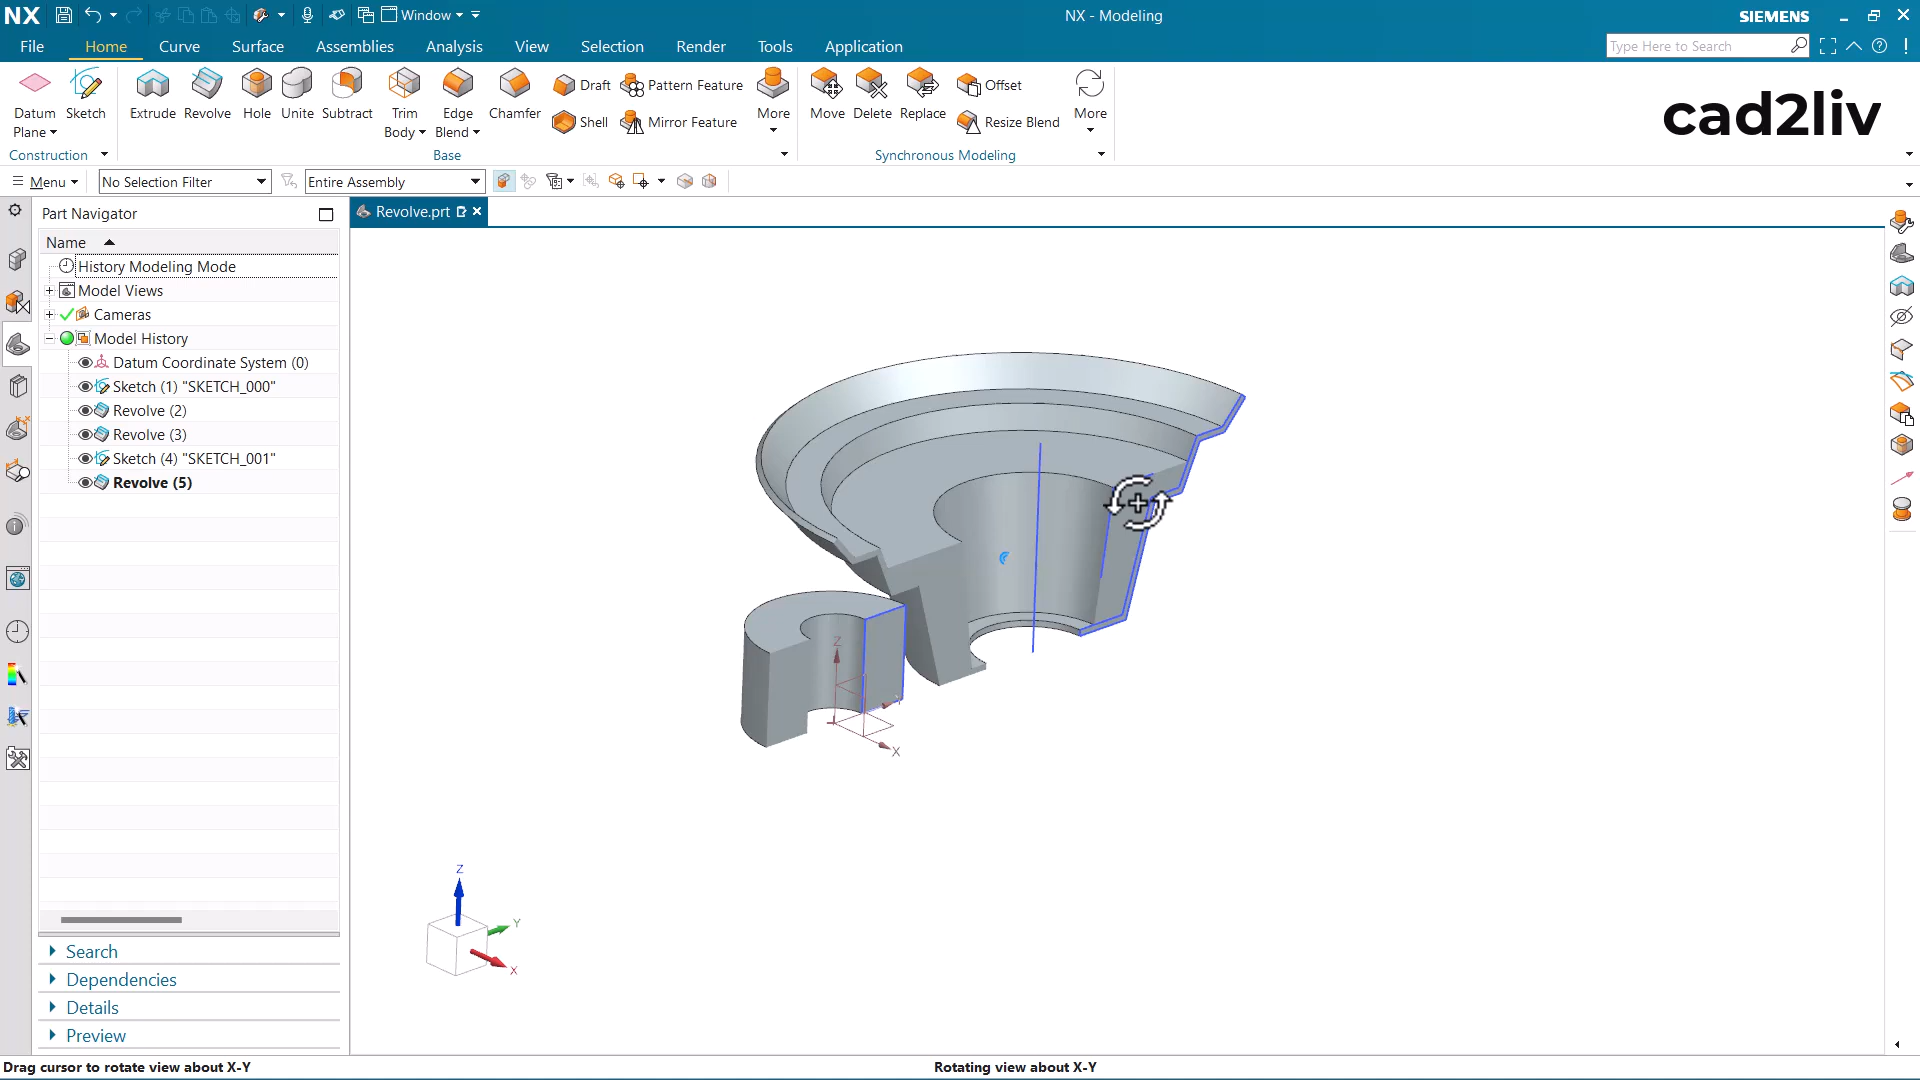 NX
Window
NX - Modeling
SIEMENS
File
Home
Curve
Surface
Assemblies
Analysis
View
Selection
Render
Tools
Application
Type Here to Search
Datum
Plane
Sketch
Extrude
Revolve
Hole
Unite
Subtract
Trim
Body
Edge
Blend
Chamfer
Draft
Shell
Pattern Feature
Mirror Feature
More
Move
Delete
Replace
Offset
Resize Blend
More
cad2liv
Construction
Base
Synchronous Modeling
Menu
No Selection Filter
Entire Assembly
Part Navigator
Revolve.prt
Name
History Modeling Mode
Model Views
Cameras
Model History
Datum Coordinate System (0)
Sketch (1) "SKETCH_000"
Revolve (2)
Revolve (3)
Sketch (4) "SKETCH_001"
Revolve (5)
Z
X
Z
Y
X
Search
Dependencies
Details
Preview
Drag cursor to rotate view about X-Y
Rotating view about X-Y